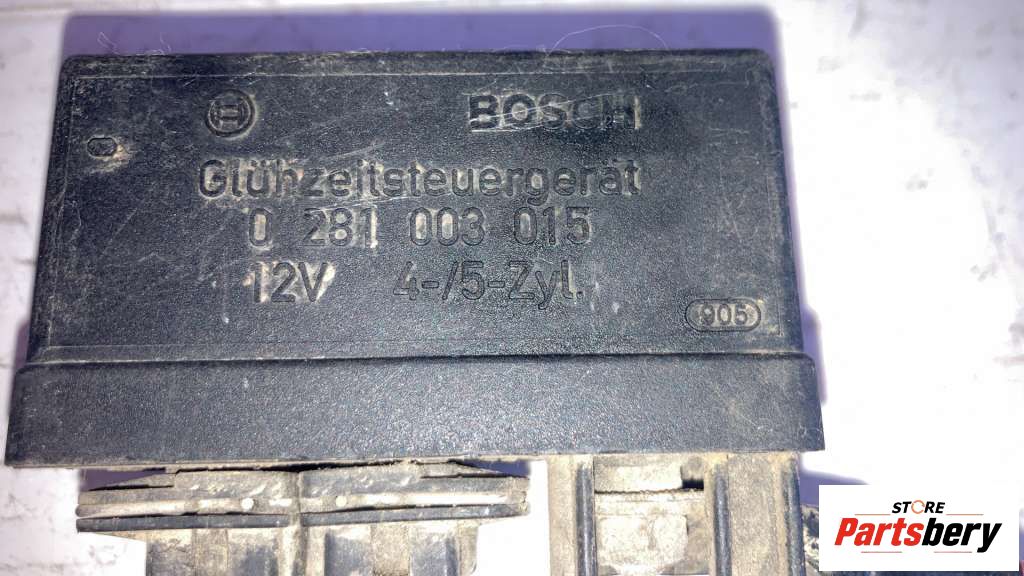 BOSCH
Glühzeitsteuergerät
0 281 003 015
12V 4-/5-Zyl.
905
STORE
Partsbery